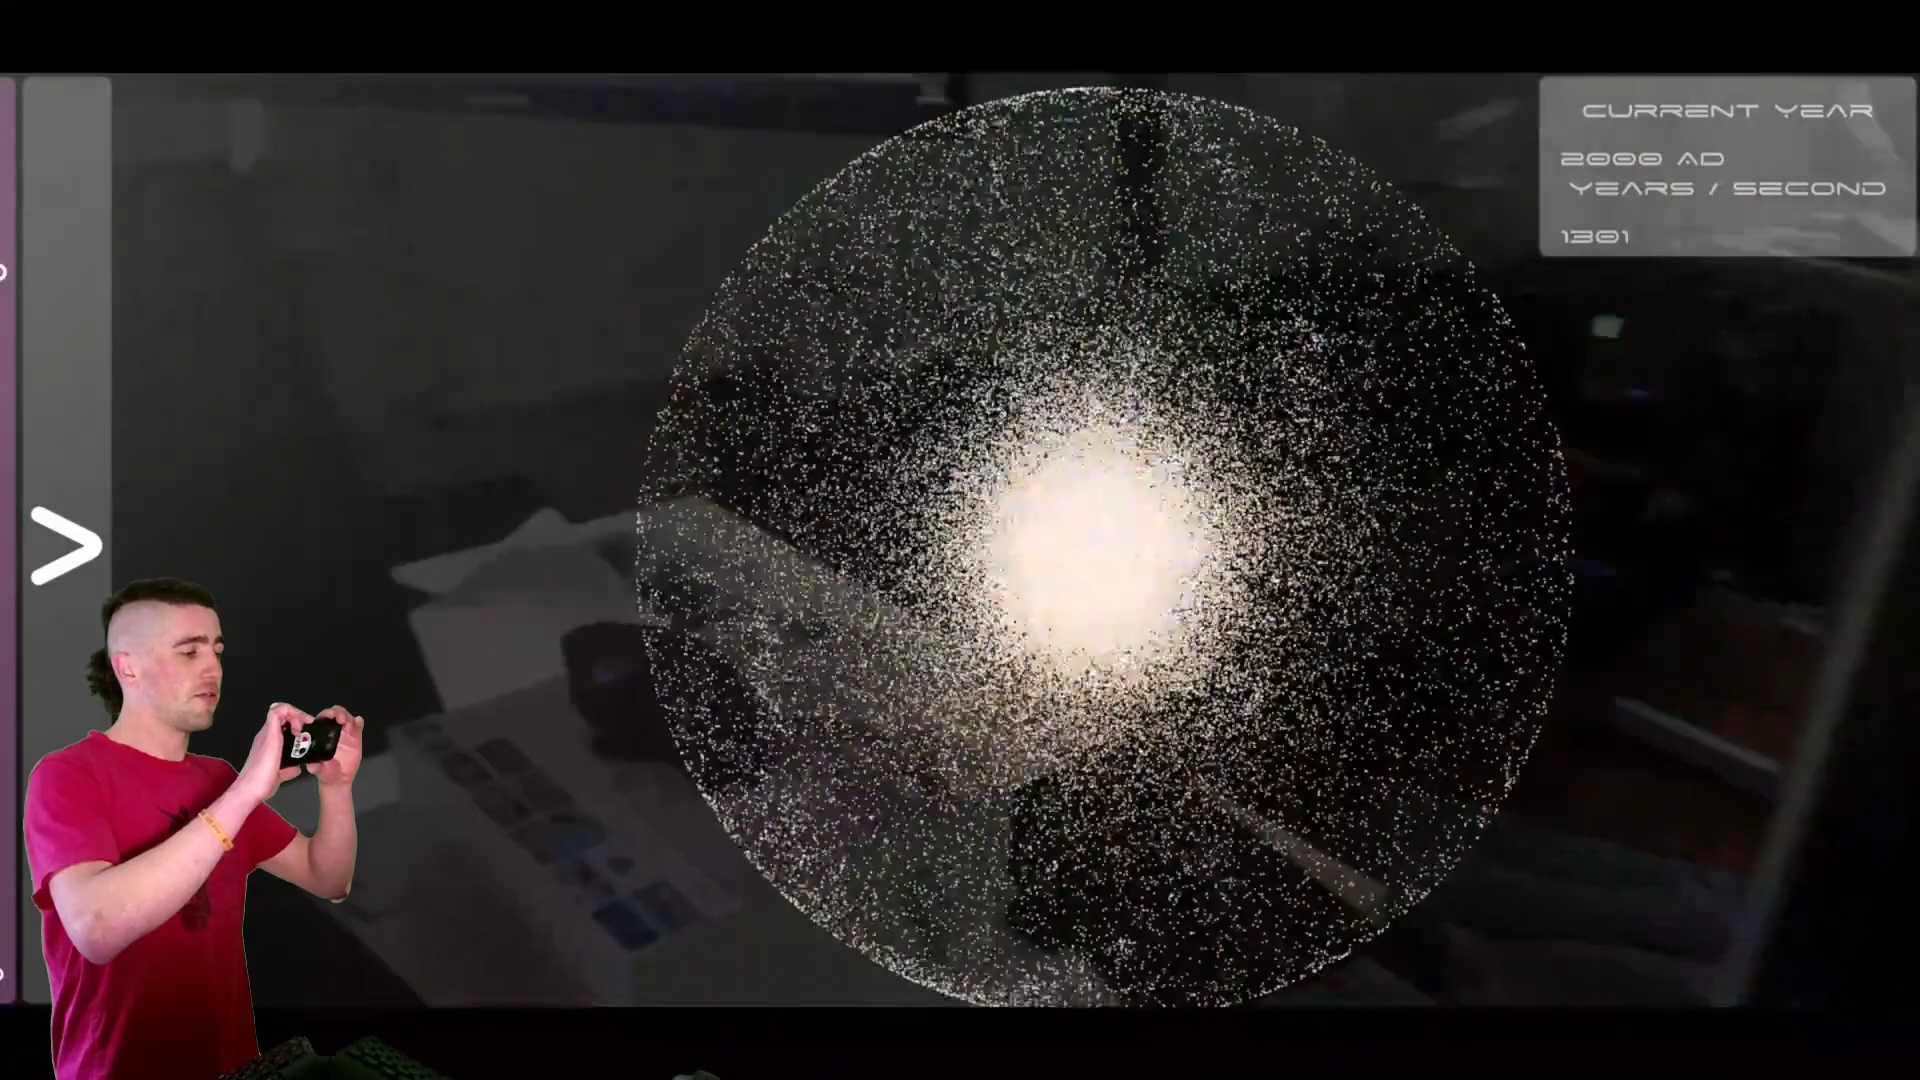 CURRENT YEAR
2000 AD
YEARS / SECOND
1301
>